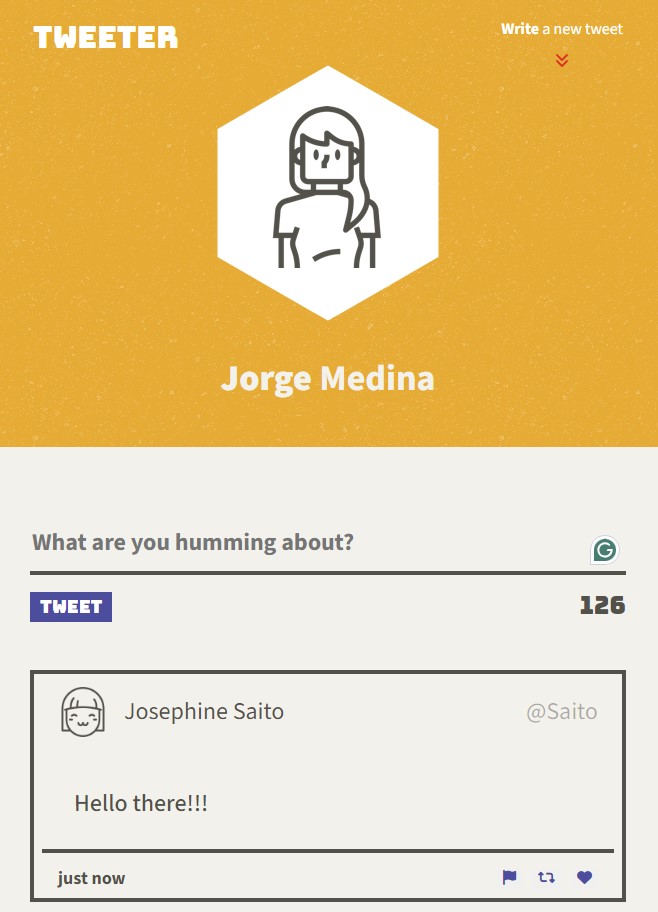 TWEETER
Write a new tweet
Jorge Medina
What are you humming about?
TWEET
126
Josephine Saito
@Saito
Hello there!!!
just now